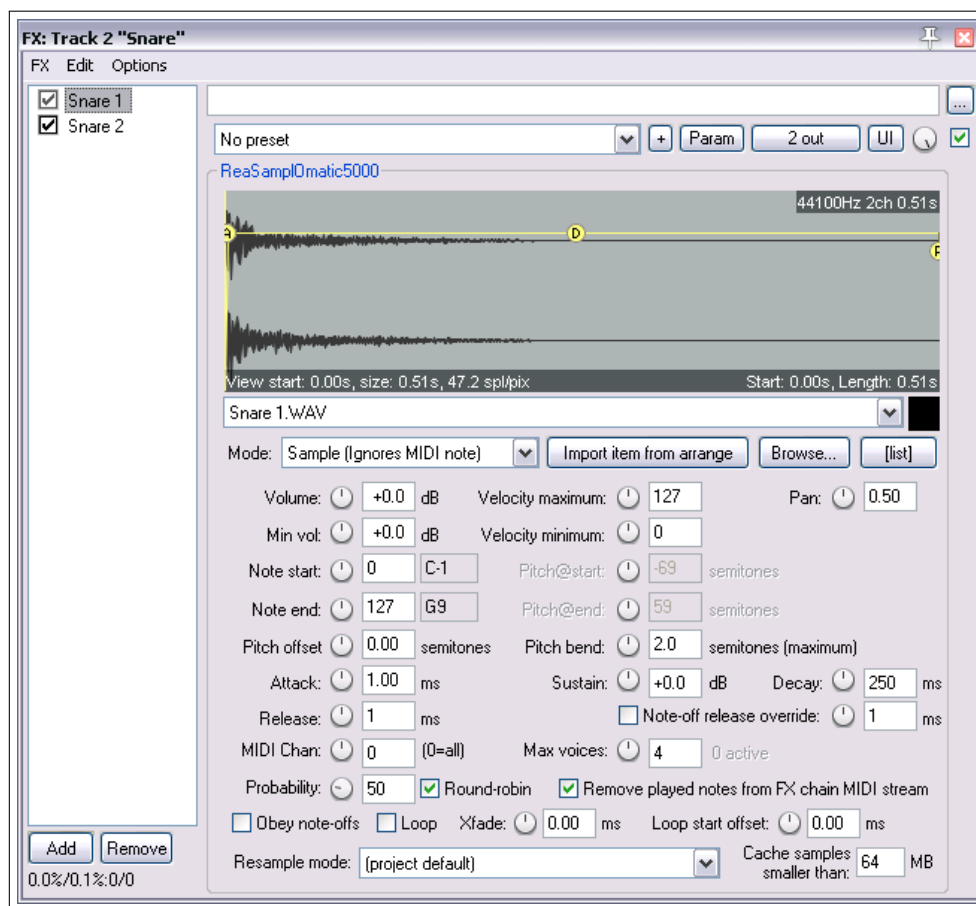 FX: Track 2 "Snare"
FX Edit Options
Snare 1
Snare 2
...
No preset
+ Param 2 out UI
ReaSamplOmatic5000
44100Hz 2ch 0.51s
A D R
View start: 0.00s, size: 0.51s, 47.2 spl/pix Start: 0.00s, Length: 0.51s
Snare 1.WAV
Mode: Sample (Ignores MIDI note) Import item from arrange Browse... [list]
Volume: +0.0 dB Velocity maximum: 127 Pan: 0.50
Min vol: +0.0 dB Velocity minimum: 0
Note start: 0 C-1 Pitch@start: -69 semitones
Note end: 127 G9 Pitch@end: 59 semitones
Pitch offset 0.00 semitones Pitch bend: 2.0 semitones (maximum)
Attack: 1.00 ms Sustain: +0.0 dB Decay: 250 ms
Release: 1 ms Note-off release override: 1 ms
MIDI Chan: 0 (0=all) Max voices: 4 0 active
Probability: 50 Round-robin Remove played notes from FX chain MIDI stream
Obey note-offs Loop Xfade: 0.00 ms Loop start offset: 0.00 ms
Resample mode: (project default) Cache samples smaller than: 64 MB
Add Remove
0.0%/0.1%:0/0